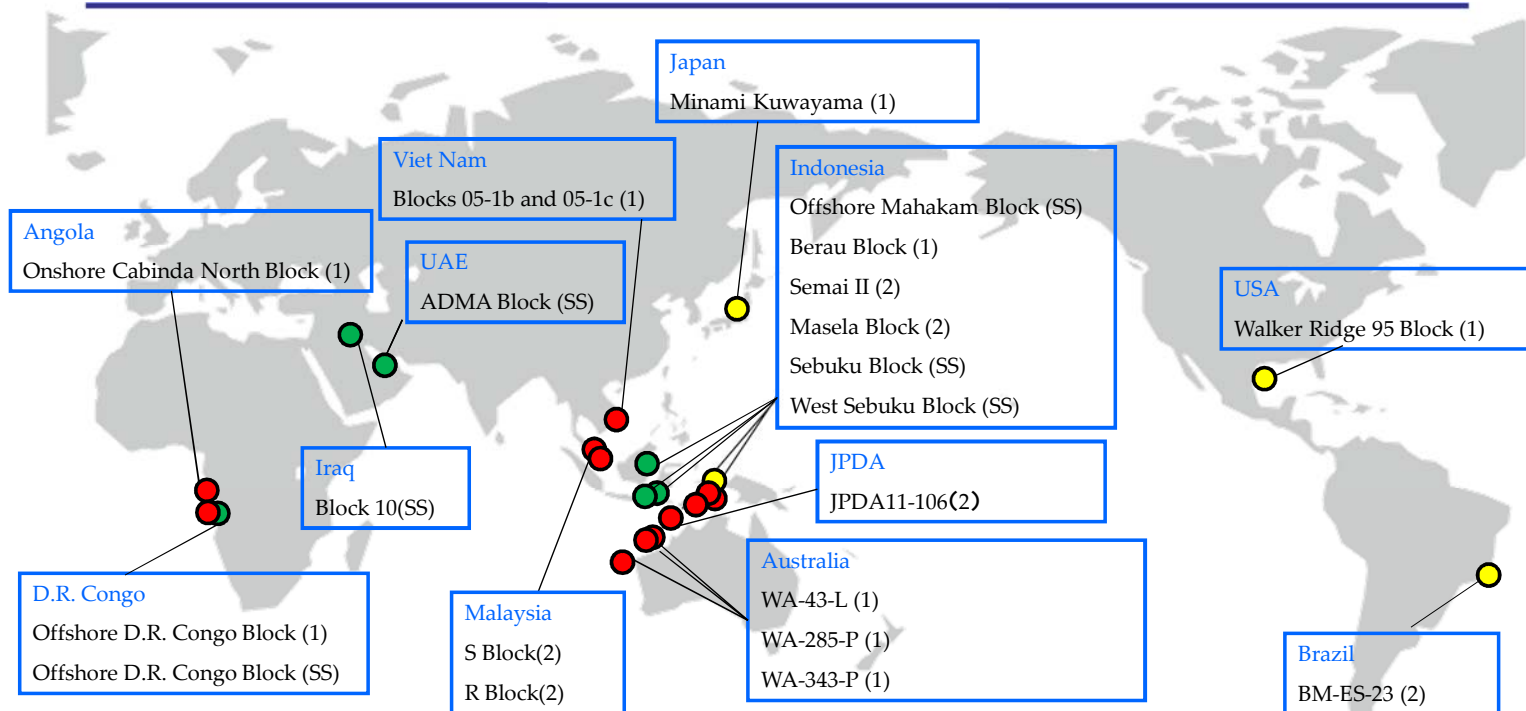 Japan
Minami Kuwayama (1)
Viet Nam
Blocks 05-1b and 05-1c (1)
Indonesia
Offshore Mahakam Block (SS)
Berau Block (1)
Semai II (2)
Masela Block (2)
Sebuku Block (SS)
West Sebuku Block (SS)
Angola
Onshore Cabinda North Block (1)
UAE
ADMA Block (SS)
USA
Walker Ridge 95 Block (1)
Iraq
Block 10(SS)
JPDA
JPDA11-106(2)
D.R. Congo
Offshore D.R. Congo Block (1)
Offshore D.R. Congo Block (SS)
Malaysia
S Block(2)
R Block(2)
Australia
WA-43-L (1)
WA-285-P (1)
WA-343-P (1)
Brazil
BM-ES-23 (2)